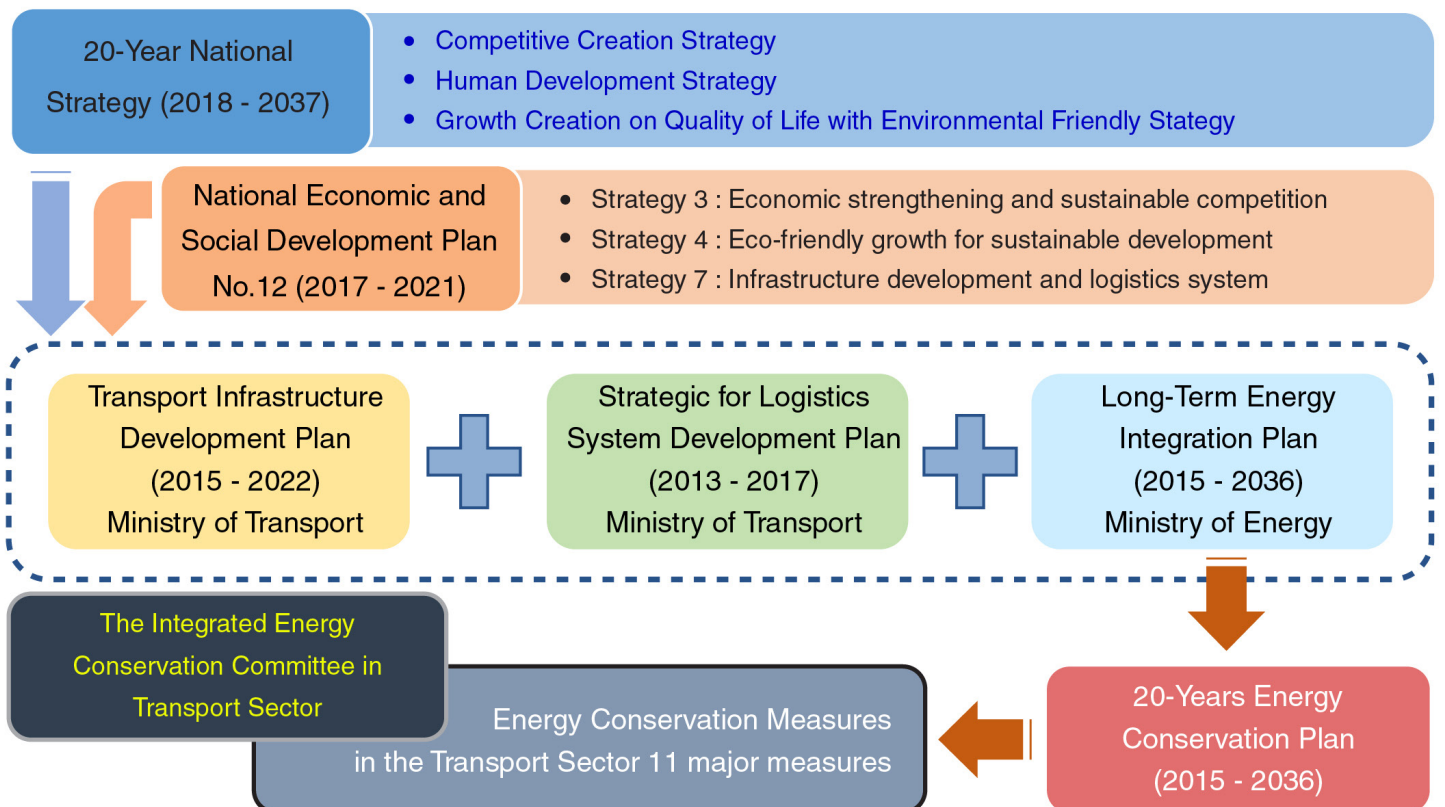 20-Year National
Strategy (2018 - 2037)
• Competitive Creation Strategy
• Human Development Strategy
• Growth Creation on Quality of Life with Environmental Friendly Stategy
National Economic and
Social Development Plan
No.12 (2017 - 2021)
• Strategy 3 : Economic strengthening and sustainable competition
• Strategy 4 : Eco-friendly growth for sustainable development
• Strategy 7 : Infrastructure development and logistics system
Transport Infrastructure
Development Plan
(2015 - 2022)
Ministry of Transport
Strategic for Logistics
System Development Plan
(2013 - 2017)
Ministry of Transport
Long-Term Energy
Integration Plan
(2015 - 2036)
Ministry of Energy
The Integrated Energy
Conservation Committee in
Transport Sector
Energy Conservation Measures
in the Transport Sector 11 major measures
20-Years Energy
Conservation Plan
(2015 - 2036)